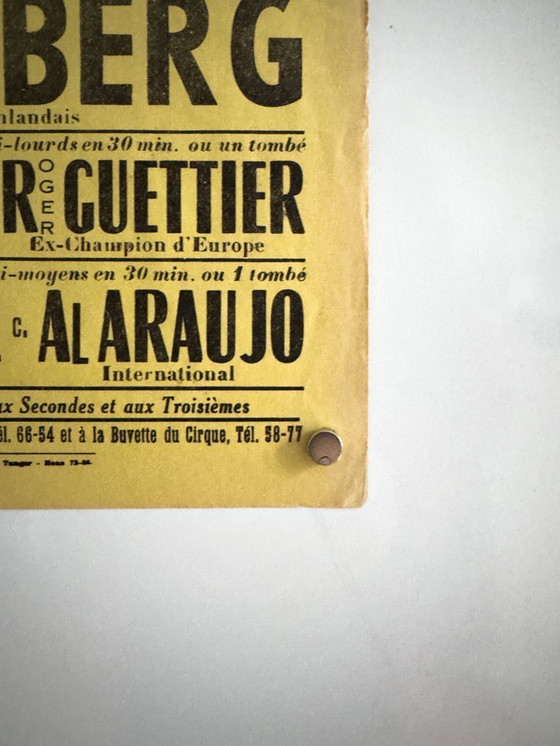 BERG
nlandais
i-lourds en 30 min. ou un tombé
R ROGER GUETTIER
Ex-Champion d'Europe
i-moyens en 30 min. ou 1 tombé
c. AL ARAUJO
International
ux Secondes et aux Troisièmes
él. 66-54 et à la Buvette du Cirque, Tél. 58-77